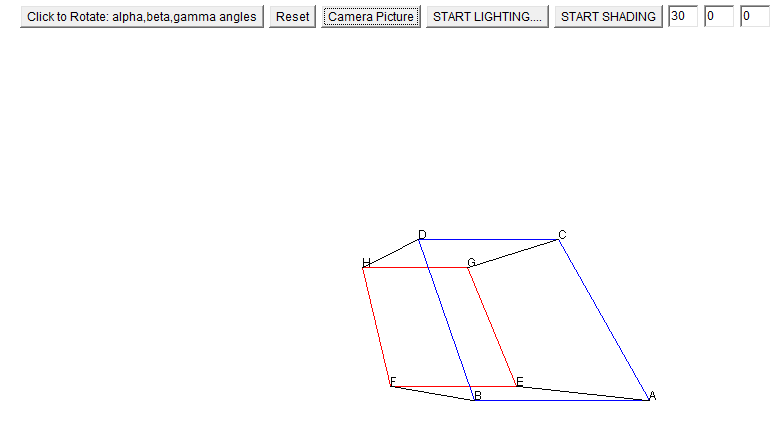 Click to Rotate: alpha,beta,gamma angles Reset Camera Picture START LIGHTING.... START SHADING 30 0 0
D C
H G
F E
B A